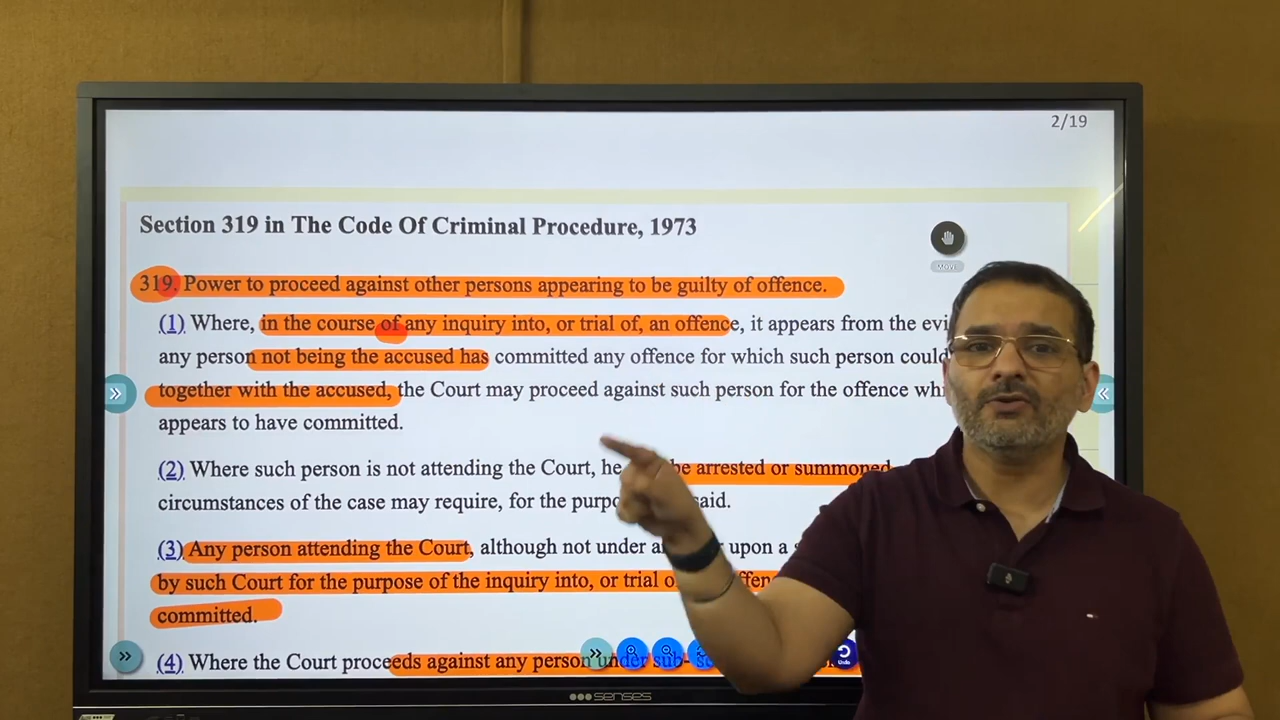 2/19
Section 319 in The Code Of Criminal Procedure, 1973
MOVE
319. Power to proceed against other persons appearing to be guilty of offence.
(1) Where, in the course of any inquiry into, or trial of, an offence, it appears from the
any person not being the accused has committed any offence for which such person could
together with the accused, the Court may proceed against such person for the offence
appears to have committed.
(2) Where such person is not attending the Court, he be arrested or summoned
circumstances of the case may require, for the
(3) Any person attending the Court, although not under upon a
by such Court for the purpose of the inquiry into, or trial
committed.
(4) Where the Court proceeds against any person under sub-
Undo
senses